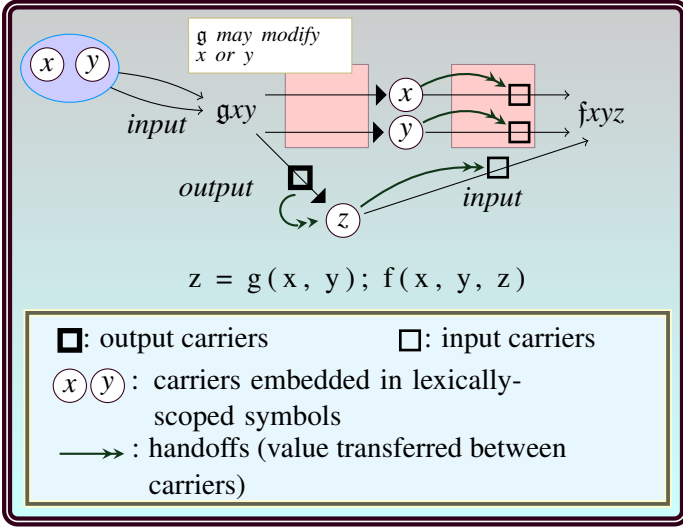 𝔤 may modify
x or y
x y
input
𝔤xy
x
y
𝔣xyz
output
input
z
z = g(x, y); f(x, y, z)
: output carriers
: input carriers
x y : carriers embedded in lexically-
scoped symbols
: handoffs (value transferred between
carriers)